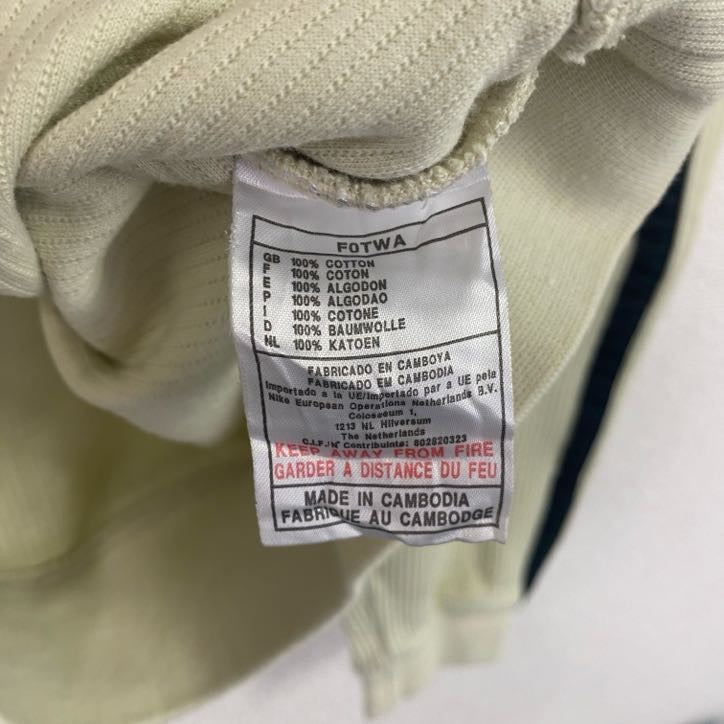 FOTWA
GB 100% COTTON
F 100% COTON
E 100% ALGODON
P 100% ALGODAO
I 100% COTONE
D 100% BAUMWOLLE
NL 100% KATOEN
FABRICADO EN CAMBOYA
FABRICADO EM CAMBODIA
Importado a la UE/Importado par a UE pela
Nike European Operations Netherlands B.V.
Colosseum 1,
1213 NL Hilversum
The Netherlands
C.I.F./N° Contribuinte: 802820323
KEEP AWAY FROM FIRE
GARDER A DISTANCE DU FEU
MADE IN CAMBODIA
FABRIQUE AU CAMBODGE